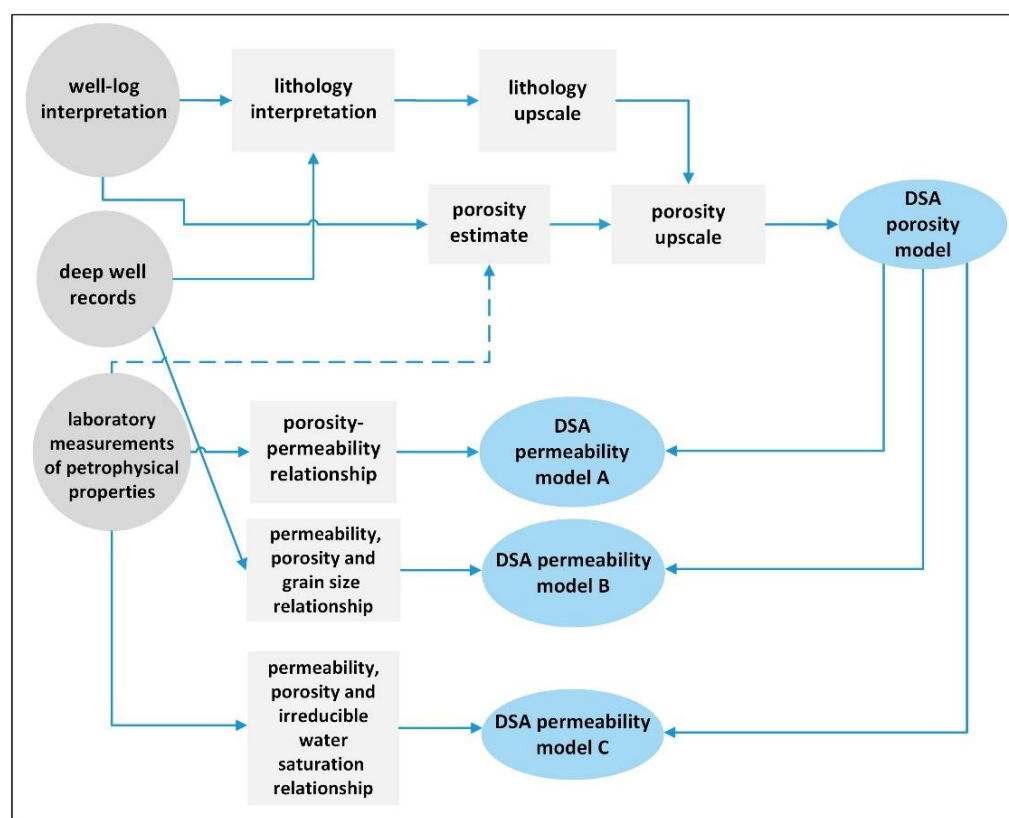 well-log
interpretation
lithology
interpretation
lithology
upscale
deep well
records
porosity
estimate
porosity
upscale
DSA
porosity
model
laboratory
measurements
of petrophysical
properties
porosity-
permeability
relationship
DSA
permeability
model A
permeability,
porosity and
grain size
relationship
DSA permeability
model B
permeability,
porosity and
irreducible
water
saturation
relationship
DSA permeability
model C